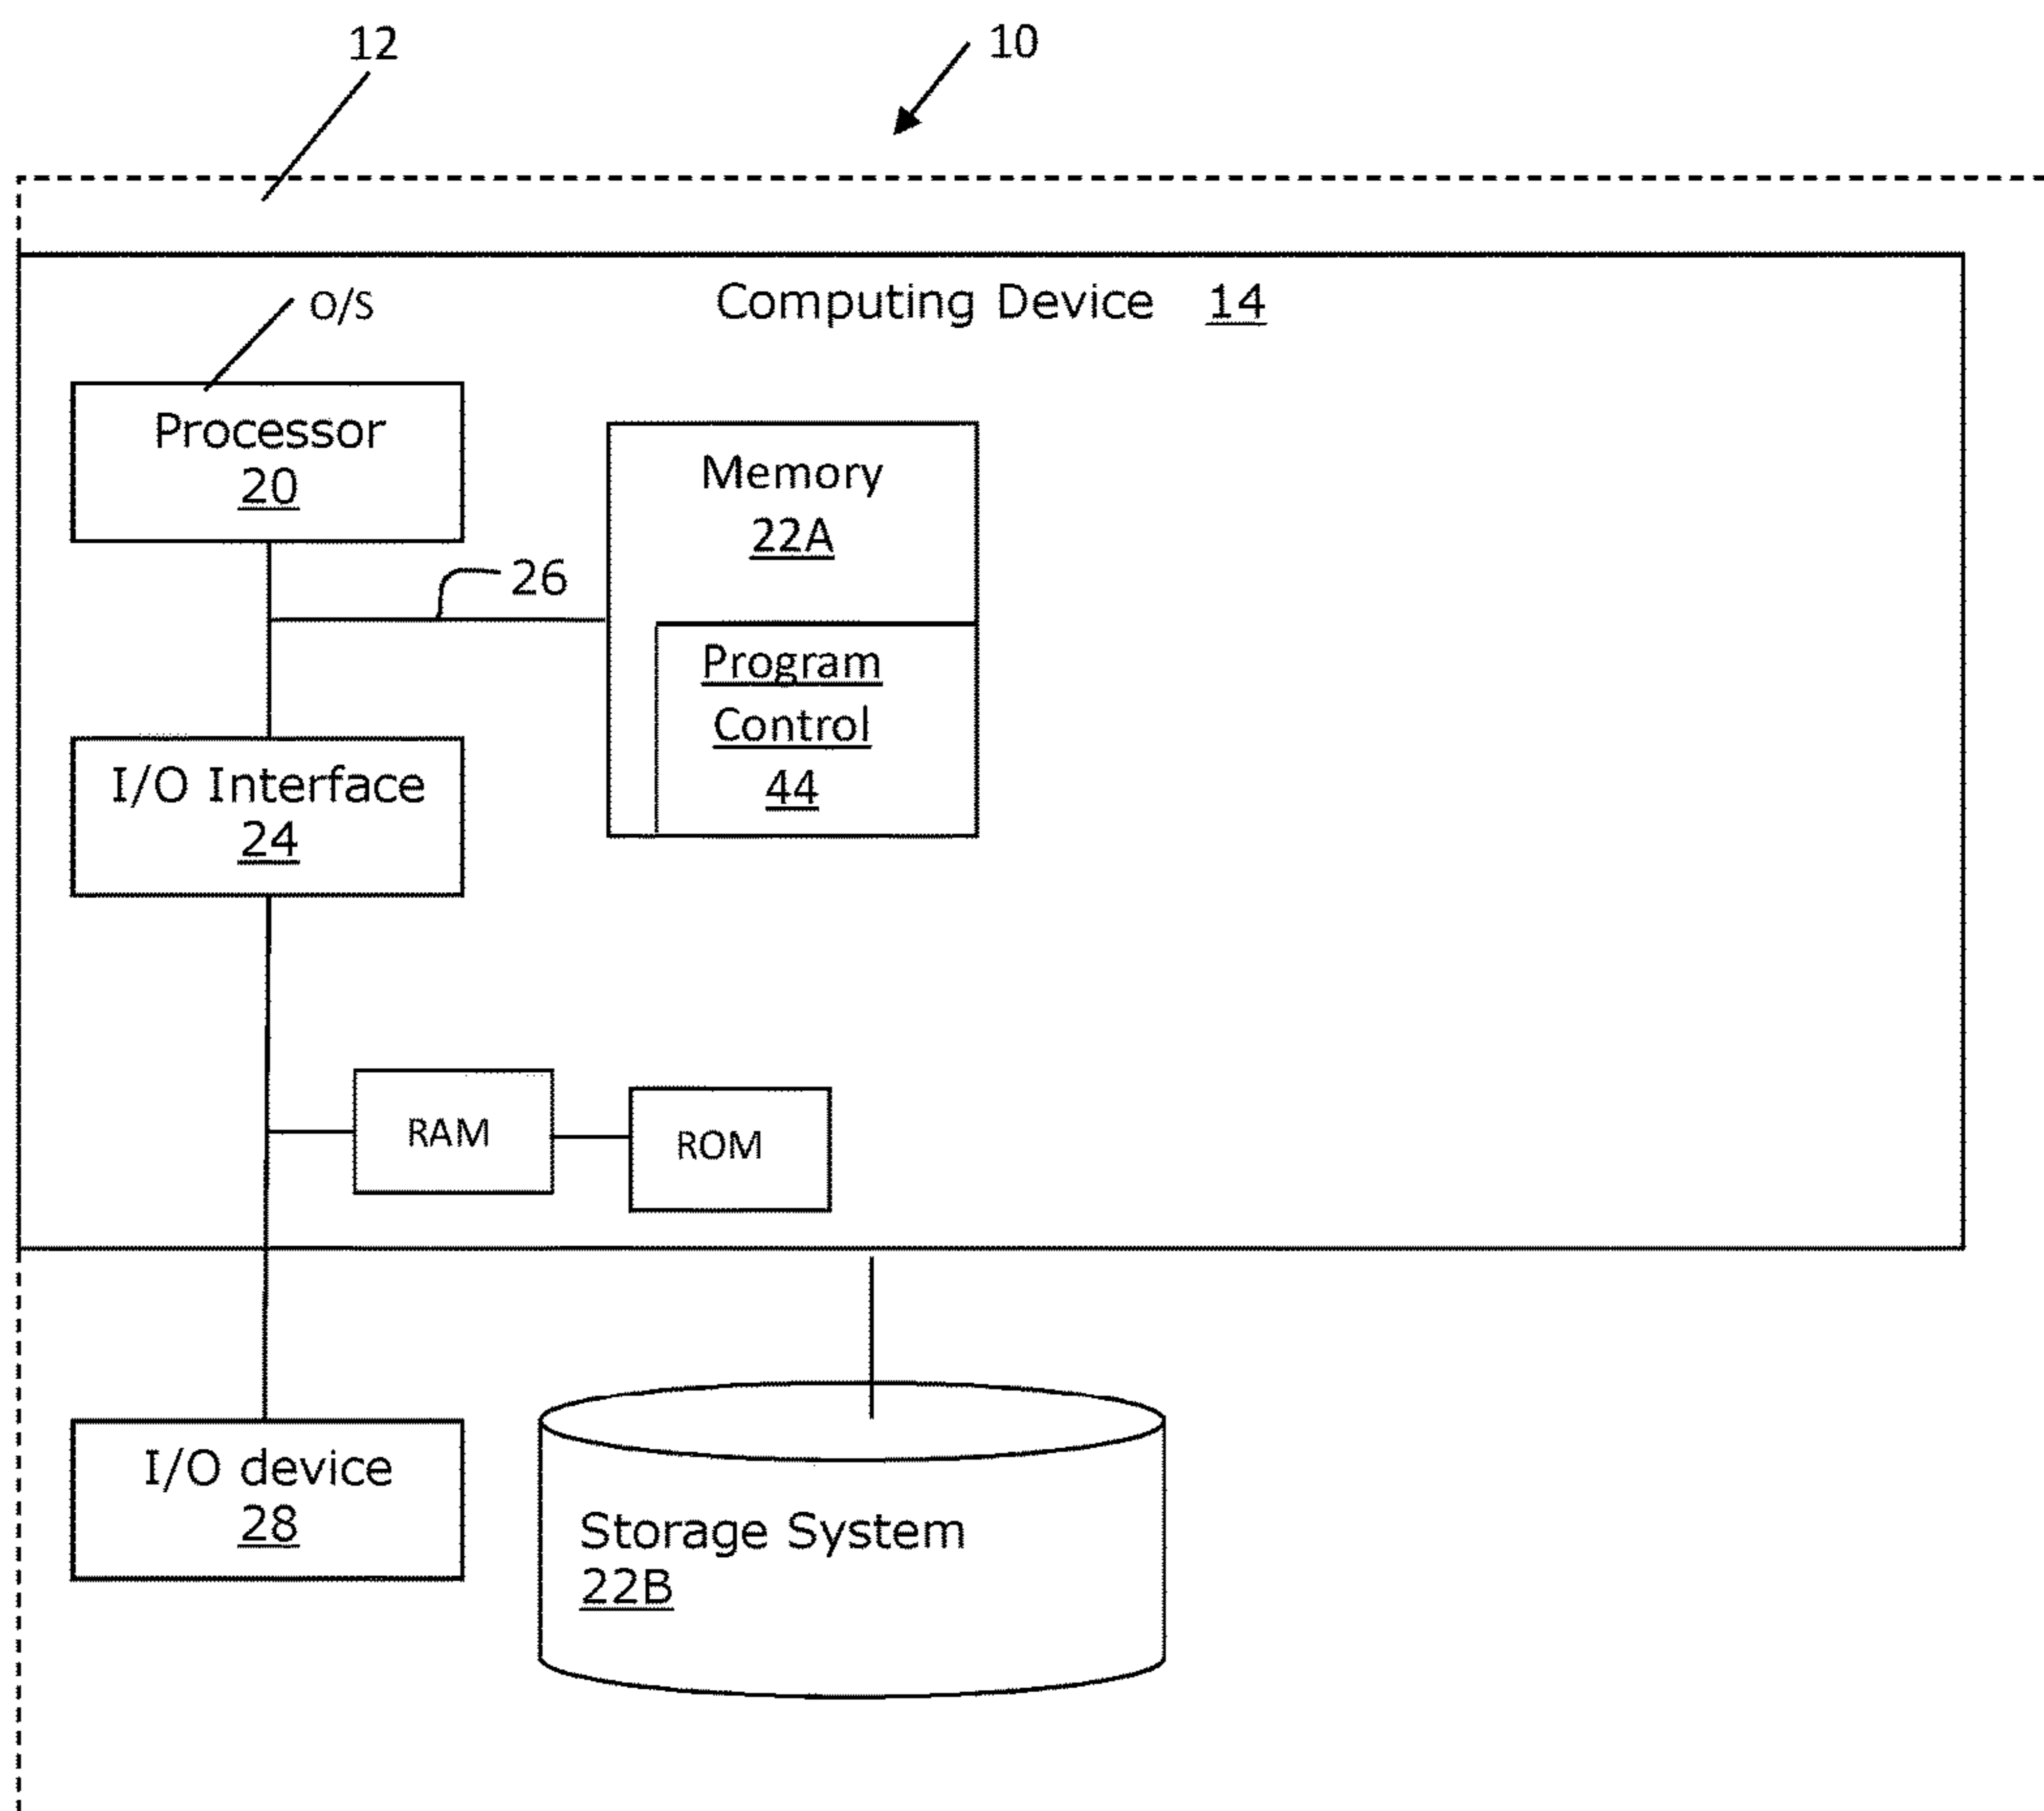 12
10
Computing Device 14
O/S
Processor
20
Memory
22A
26
Program
Control
44
I/O Interface
24
RAM
ROM
I/O device
28
Storage System
22B